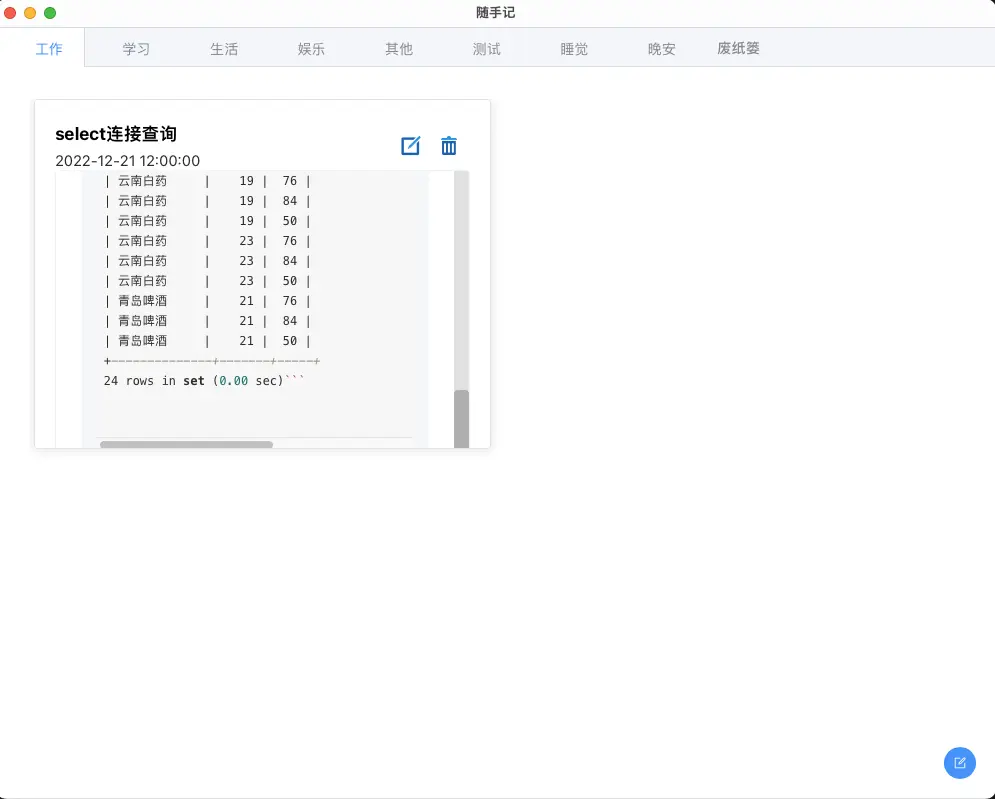 随手记
工作 学习 生活 娱乐 其他 测试 睡觉 晚安 废纸篓
select连接查询
2022-12-21 12:00:00
| 云南白药     |    19 |  76 |
| 云南白药     |    19 |  84 |
| 云南白药     |    19 |  50 |
| 云南白药     |    23 |  76 |
| 云南白药     |    23 |  84 |
| 云南白药     |    23 |  50 |
| 青岛啤酒     |    21 |  76 |
| 青岛啤酒     |    21 |  84 |
| 青岛啤酒     |    21 |  50 |
+--------------+-------+-----+
24 rows in set (0.00 sec)```